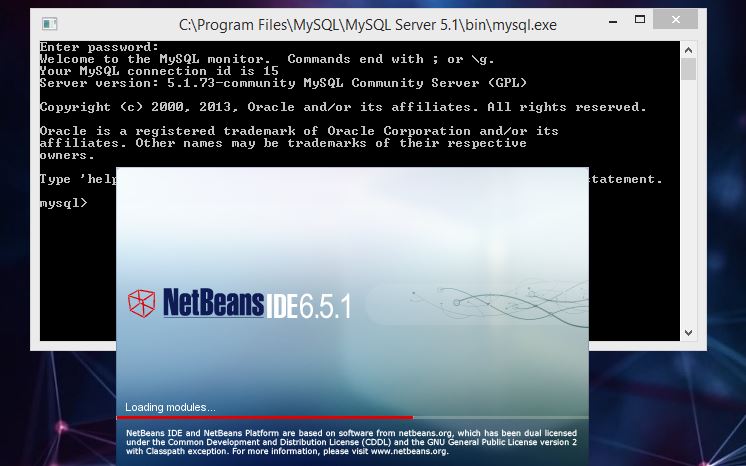 C:\Program Files\MySQL\MySQL Server 5.1\bin\mysql.exe
Enter password:
Welcome to the MySQL monitor.  Commands end with ; or \g.
Your MySQL connection id is 15
Server version: 5.1.73-community MySQL Community Server (GPL)
Copyright (c) 2000, 2013, Oracle and/or its affiliates. All rights reserved.
Oracle is a registered trademark of Oracle Corporation and/or its
affiliates. Other names may be trademarks of their respective
owners.
Type 'help statement.
mysql>
NetBeans IDE 6.5.1
Loading modules...
NetBeans IDE and NetBeans Platform are based on software from netbeans.org, which has been dual licensed
under the Common Development and Distribution License (CDDL) and the GNU General Public License version 2
with Classpath exception. For more information, please visit www.netbeans.org.